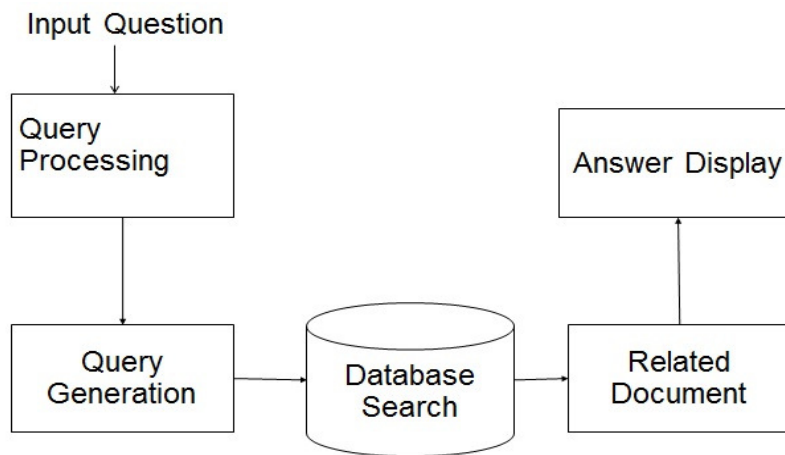 Input Question
Query
Processing
Query
Generation
Database
Search
Related
Document
Answer Display